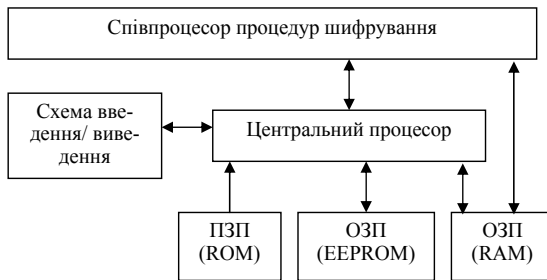 Співпроцесор процедур шифрування
Схема вве-
дення/ виве-
дення
Центральний процесор
ПЗП
(ROM)
ОЗП
(EEPROM)
ОЗП
(RAM)